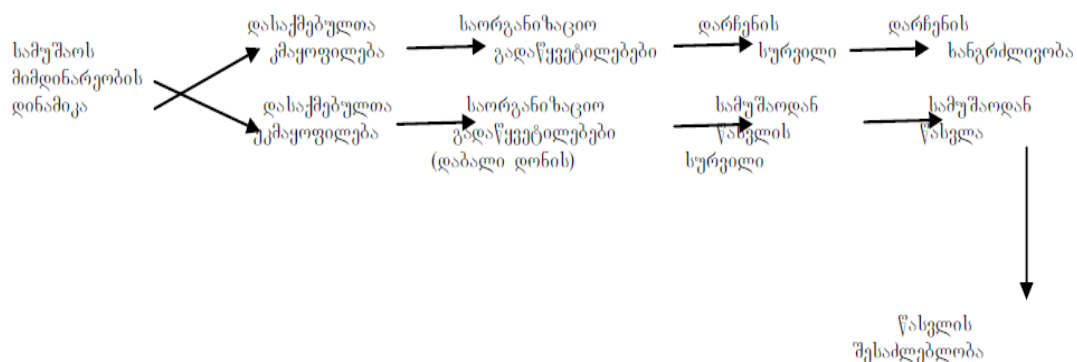 სამუშაოს
მიმდინარეობის
დინამიკა
დასაქმებულთა
კმაყოფილება
საორგანიზაციო
გადაწყვეტილებები
დარჩენის
სურვილი
დარჩენის
ხანგრძლივობა
დასაქმებულთა
უკმაყოფილება
საორგანიზაციო
გადაწყვეტილებები
(დაბალი დონის)
სამუშაოდან
წასვლის
სურვილი
სამუშაოდან
წასვლა
წასვლის
შესაძლებლობა